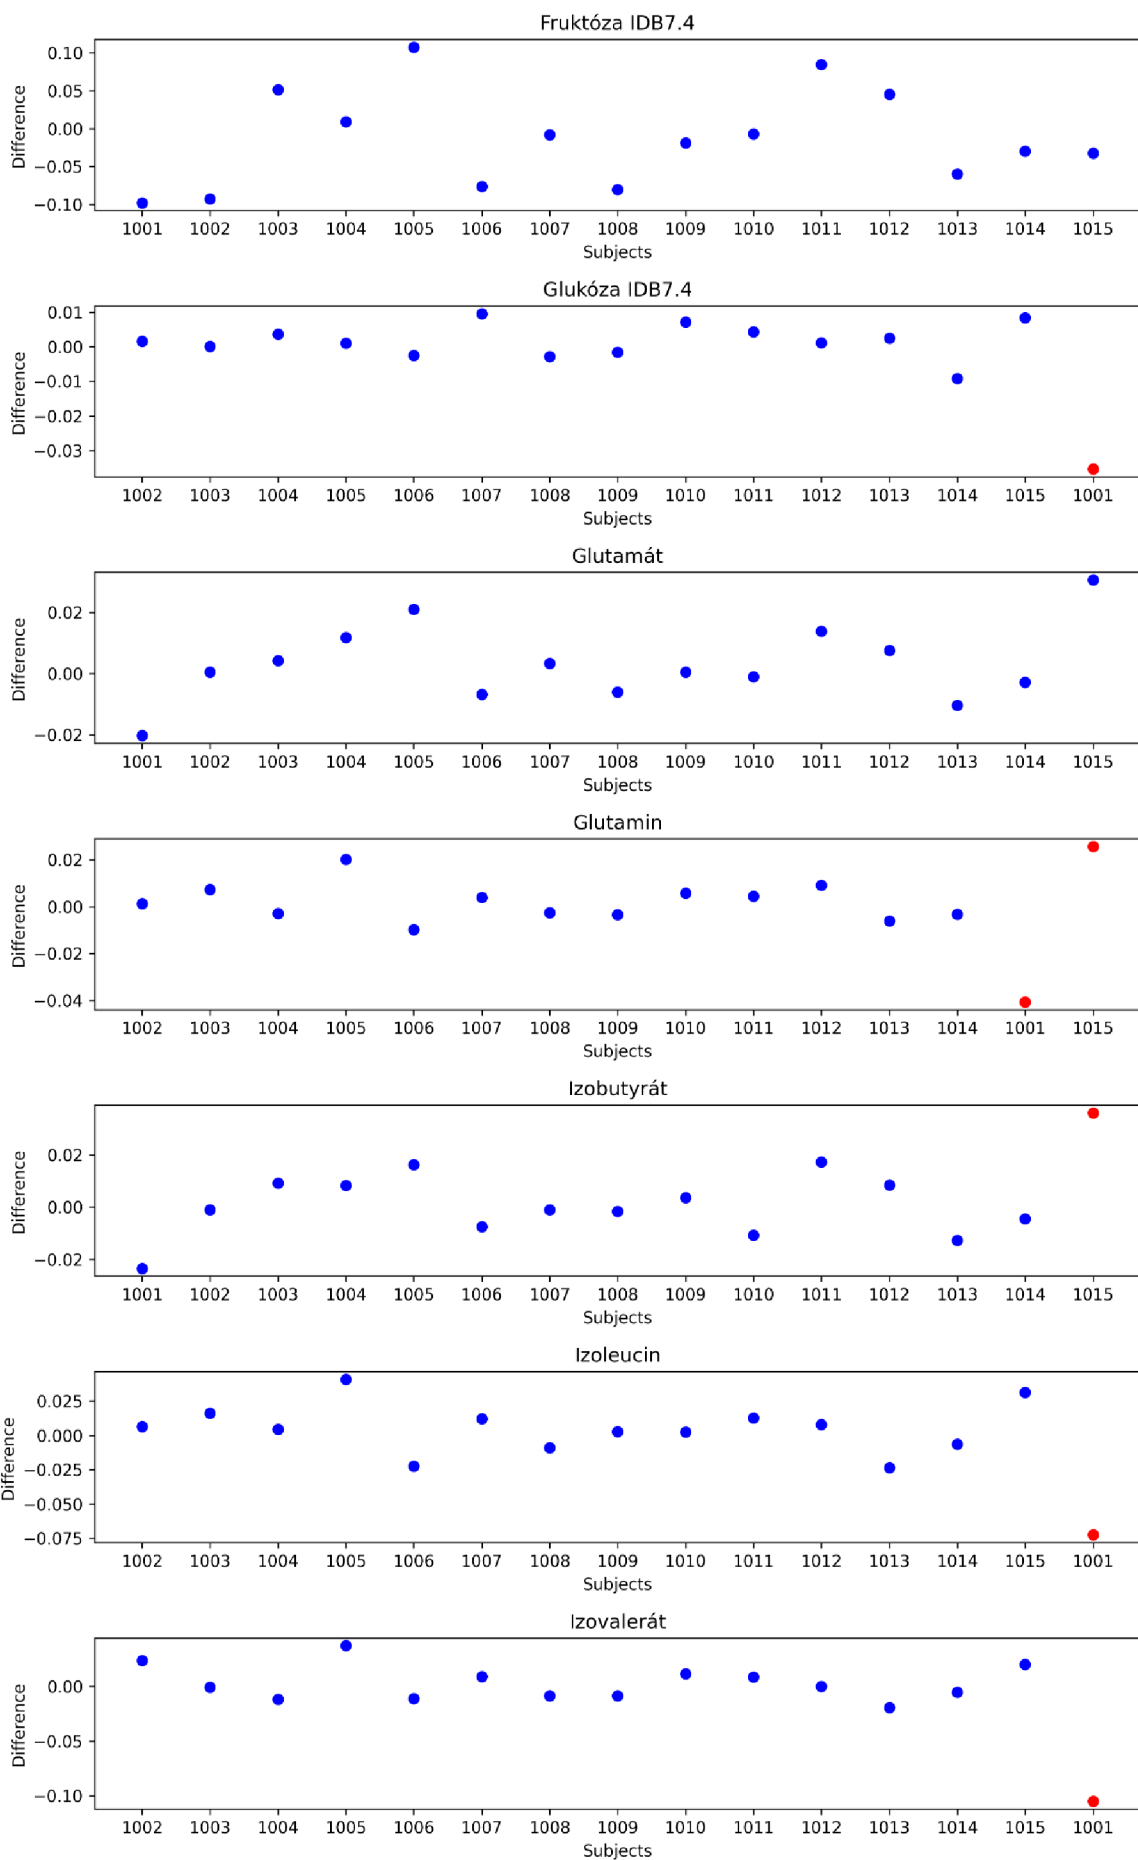 Fruktóza IDB7.4
Difference
0.10
0.05
0.00
−0.05
−0.10
1001 1002 1003 1004 1005 1006 1007 1008 1009 1010 1011 1012 1013 1014 1015
Subjects
Glukóza IDB7.4
Difference
0.01
0.00
−0.01
−0.02
−0.03
1002 1003 1004 1005 1006 1007 1008 1009 1010 1011 1012 1013 1014 1015 1001
Subjects
Glutamát
Difference
0.02
0.00
−0.02
1001 1002 1003 1004 1005 1006 1007 1008 1009 1010 1011 1012 1013 1014 1015
Subjects
Glutamin
Difference
0.02
0.00
−0.02
−0.04
1002 1003 1004 1005 1006 1007 1008 1009 1010 1011 1012 1013 1014 1001 1015
Subjects
Izobutyrát
Difference
0.02
0.00
−0.02
1001 1002 1003 1004 1005 1006 1007 1008 1009 1010 1011 1012 1013 1014 1015
Subjects
Izoleucin
Difference
0.025
0.000
−0.025
−0.050
−0.075
1002 1003 1004 1005 1006 1007 1008 1009 1010 1011 1012 1013 1014 1015 1001
Subjects
Izovalerát
Difference
0.00
−0.05
−0.10
1002 1003 1004 1005 1006 1007 1008 1009 1010 1011 1012 1013 1014 1015 1001
Subjects